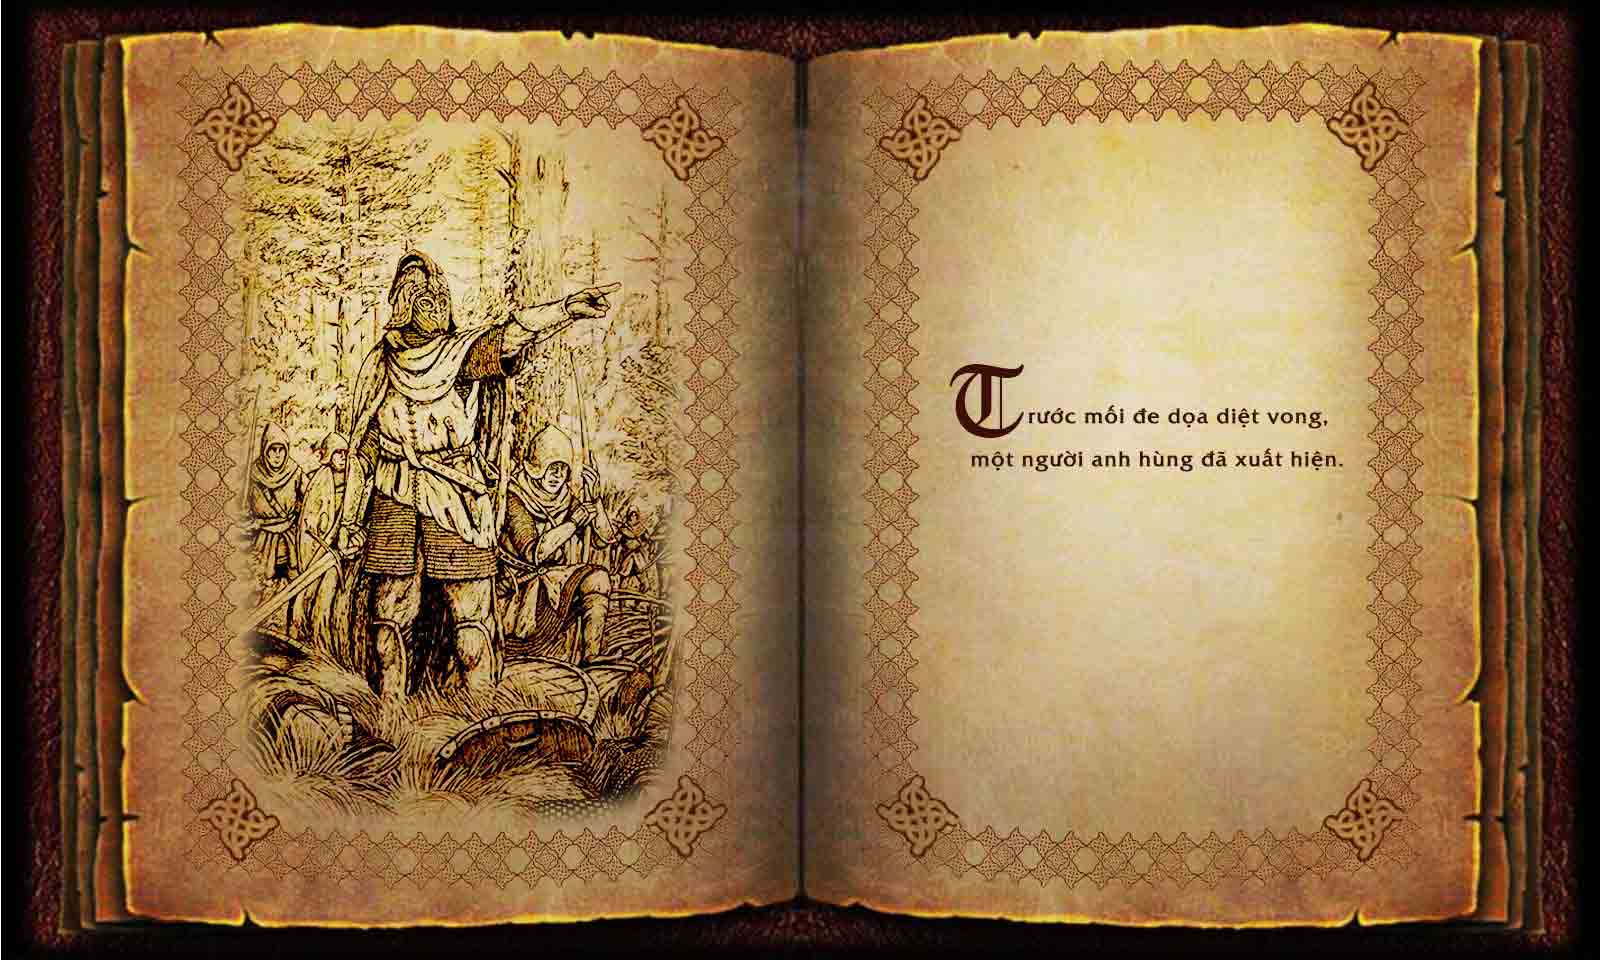 Trước mối đe dọa diệt vong,
một người anh hùng đã xuất hiện.